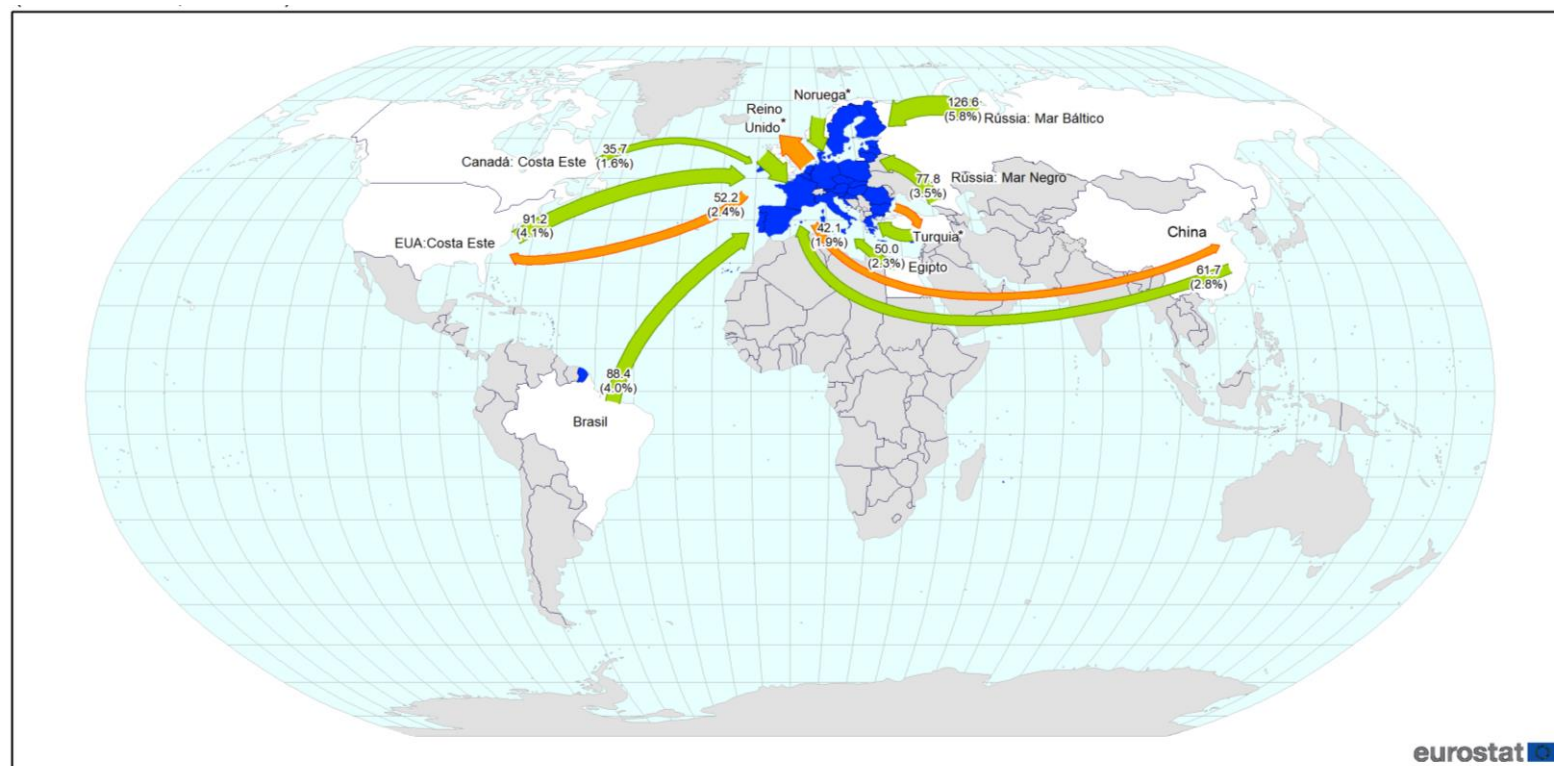 Noruega*
Reino
Unido*
126.6
(5.8%)
Rússia: Mar Báltico
35.7
(1.6%)
Canadá: Costa Este
77.8
(3.5%)
Rússia: Mar Negro
52.2
(2.4%)
91.2
(4.1%)
EUA:Costa Este
42.1
(1.9%)
Turquia*
50.0
(2.3%)
Egipto
China
61.7
(2.8%)
88.4
(4.0%)
Brasil
eurostat